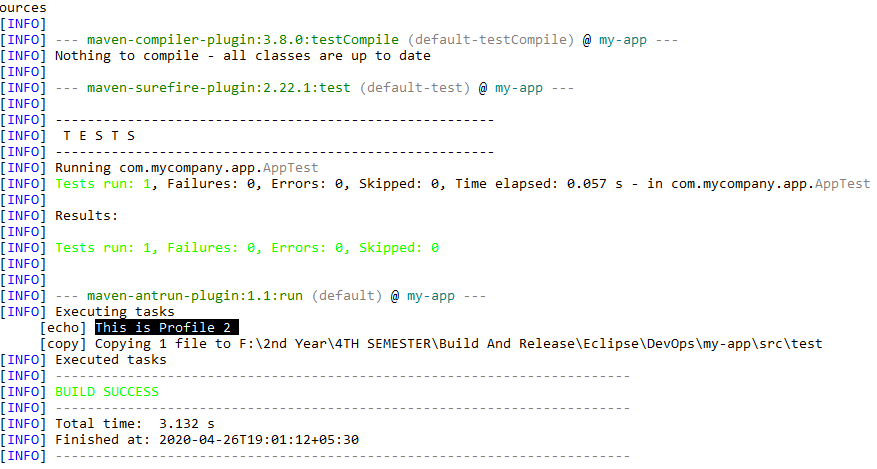 ources
[INFO]
[INFO] --- maven-compiler-plugin:3.8.0:testCompile (default-testCompile) @ my-app ---
[INFO] Nothing to compile - all classes are up to date
[INFO]
[INFO] --- maven-surefire-plugin:2.22.1:test (default-test) @ my-app ---
[INFO]
[INFO] -------------------------------------------------------
[INFO]  T E S T S
[INFO] -------------------------------------------------------
[INFO] Running com.mycompany.app.AppTest
[INFO] Tests run: 1, Failures: 0, Errors: 0, Skipped: 0, Time elapsed: 0.057 s - in com.mycompany.app.AppTest
[INFO]
[INFO] Results:
[INFO]
[INFO] Tests run: 1, Failures: 0, Errors: 0, Skipped: 0
[INFO]
[INFO]
[INFO] --- maven-antrun-plugin:1.1:run (default) @ my-app ---
[INFO] Executing tasks
     [echo] This is Profile 2
     [copy] Copying 1 file to F:\2nd Year\4TH SEMESTER\Build And Release\Eclipse\DevOps\my-app\src\test
[INFO] Executed tasks
[INFO] ------------------------------------------------------------------------
[INFO] BUILD SUCCESS
[INFO] ------------------------------------------------------------------------
[INFO] Total time:  3.132 s
[INFO] Finished at: 2020-04-26T19:01:12+05:30
[INFO] ------------------------------------------------------------------------